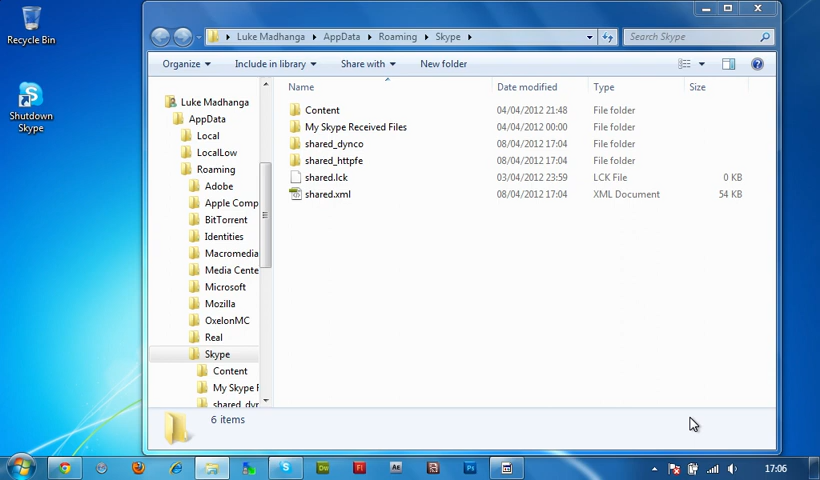 Recycle Bin
Shutdown
Skype
Luke Madhanga ▸ AppData ▸ Roaming ▸ Skype ▸
Search Skype
Organize Include in library Share with New folder
Name Date modified Type Size
Content 04/04/2012 21:48 File folder
My Skype Received Files 04/04/2012 00:00 File folder
shared_dynco 08/04/2012 17:04 File folder
shared_httpfe 08/04/2012 17:04 File folder
shared.lck 03/04/2012 23:59 LCK File 0 KB
shared.xml 08/04/2012 17:04 XML Document 54 KB
Luke Madhanga
AppData
Local
LocalLow
Roaming
Adobe
Apple Comp
BitTorrent
Identities
Macromedia
Media Cente
Microsoft
Mozilla
OxelonMC
Real
Skype
Content
My Skype F
shared_dyr
6 items
Dw Fl Ae Ps
17:06